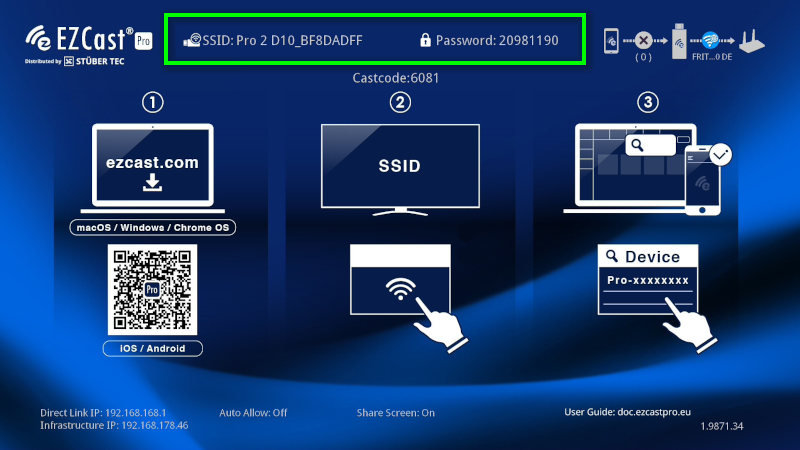 EZCast® Pro
Distributed by STÜBER TEC
SSID: Pro 2 D10_BF8DADFF
Password: 20981190
( 0 )
FRIT...0 DE
Castcode:6081
1
2
3
ezcast.com
SSID
macOS / Windows / Chrome OS
Device
Pro-xxxxxxxx
Pro
iOS / Android
Direct Link IP: 192.168.168.1
Auto Allow: Off
Share Screen: On
User Guide: doc.ezcastpro.eu
Infrastructure IP: 192.168.178.46
1.9871.34